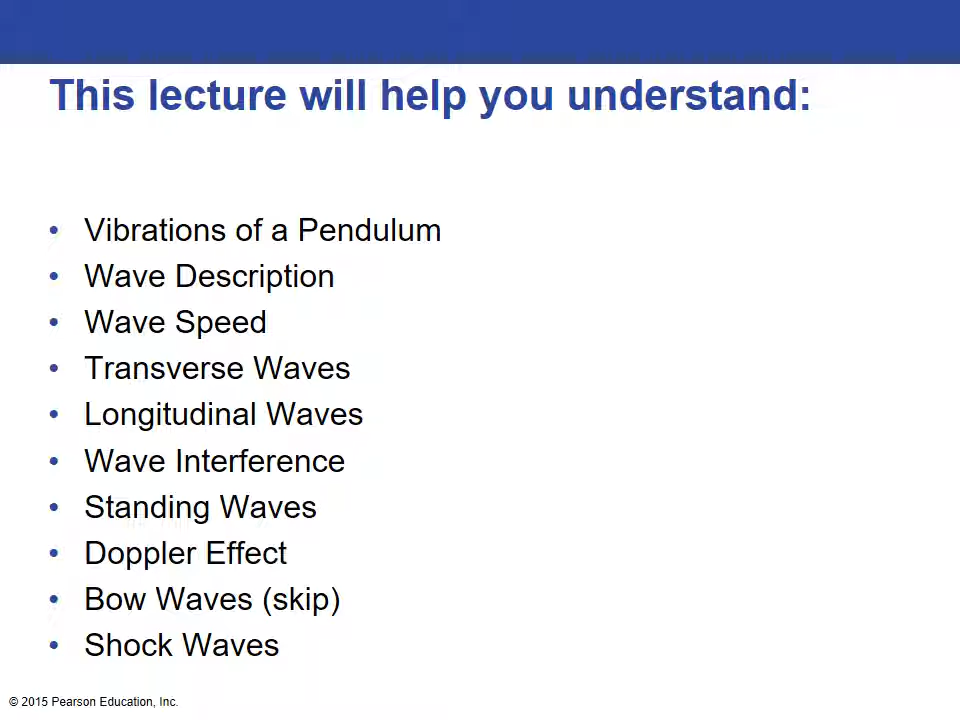 This lecture will help you understand:
• Vibrations of a Pendulum
• Wave Description
• Wave Speed
• Transverse Waves
• Longitudinal Waves
• Wave Interference
• Standing Waves
• Doppler Effect
• Bow Waves (skip)
• Shock Waves
© 2015 Pearson Education, Inc.